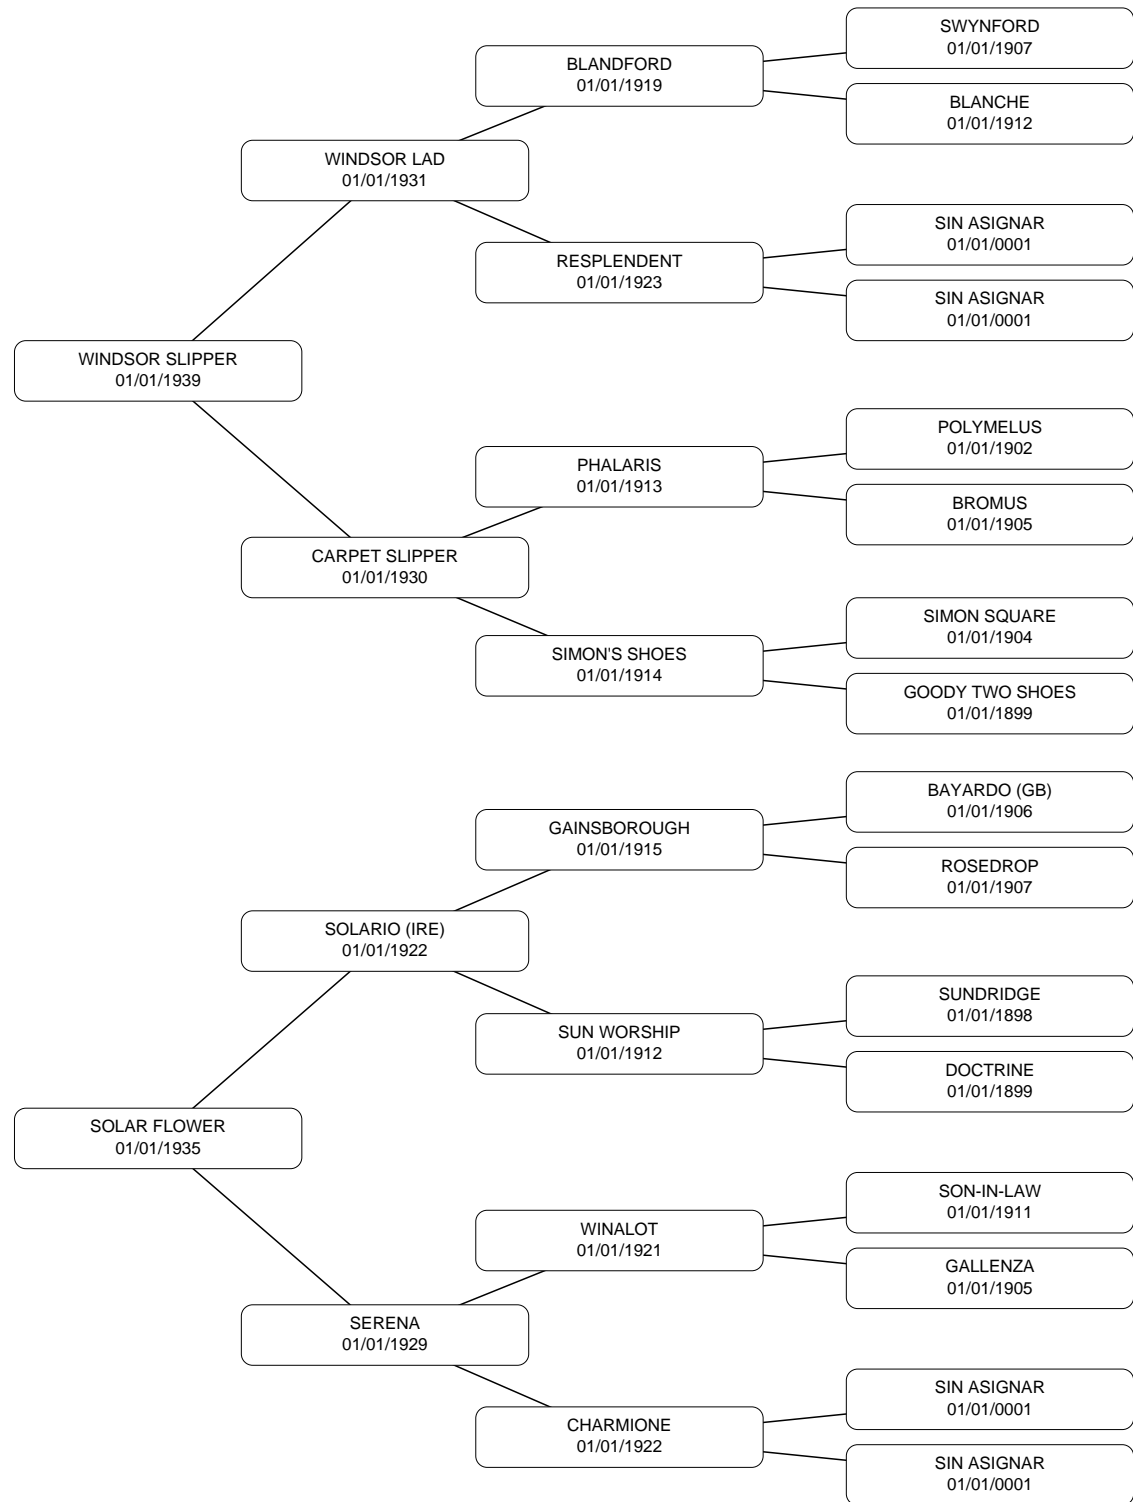 SWYNFORD
01/01/1907
BLANDFORD
01/01/1919
BLANCHE
01/01/1912
WINDSOR LAD
01/01/1931
SIN ASIGNAR
01/01/0001
RESPLENDENT
01/01/1923
SIN ASIGNAR
01/01/0001
WINDSOR SLIPPER
01/01/1939
POLYMELUS
01/01/1902
PHALARIS
01/01/1913
BROMUS
01/01/1905
CARPET SLIPPER
01/01/1930
SIMON SQUARE
01/01/1904
SIMON'S SHOES
01/01/1914
GOODY TWO SHOES
01/01/1899
BAYARDO (GB)
01/01/1906
GAINSBOROUGH
01/01/1915
ROSEDROP
01/01/1907
SOLARIO (IRE)
01/01/1922
SUNDRIDGE
01/01/1898
SUN WORSHIP
01/01/1912
DOCTRINE
01/01/1899
SOLAR FLOWER
01/01/1935
SON-IN-LAW
01/01/1911
WINALOT
01/01/1921
GALLENZA
01/01/1905
SERENA
01/01/1929
SIN ASIGNAR
01/01/0001
CHARMIONE
01/01/1922
SIN ASIGNAR
01/01/0001